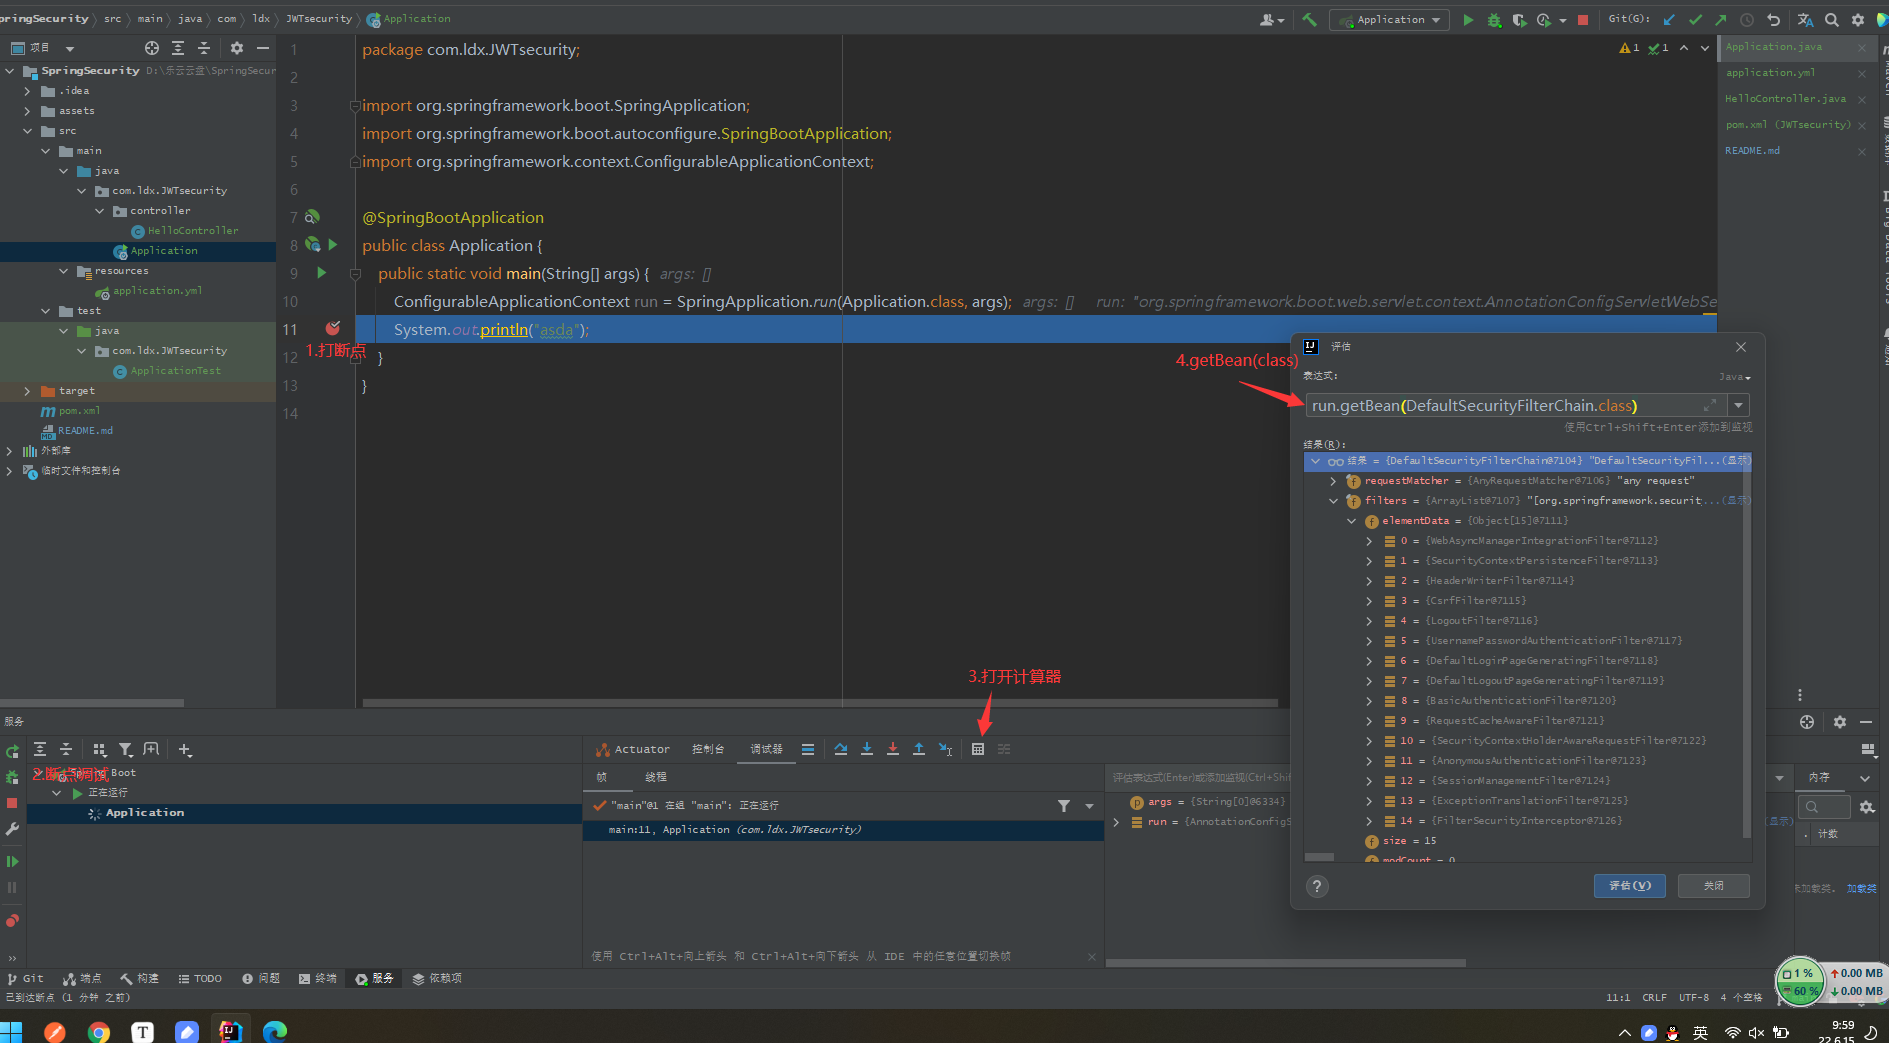 pringSecurity src main java com ldx JWTsecurity Application
Application
Git(G):
项目
SpringSecurity D:\乐云云盘\SpringSecur
.idea
assets
src
main
java
com.ldx.JWTsecurity
controller
HelloController
Application
resources
application.yml
test
java
com.ldx.JWTsecurity
ApplicationTest
target
pom.xml
README.md
外部库
临时文件和控制台
1 package com.ldx.JWTsecurity;
2
3 import org.springframework.boot.SpringApplication;
4 import org.springframework.boot.autoconfigure.SpringBootApplication;
5 import org.springframework.context.ConfigurableApplicationContext;
6
7 @SpringBootApplication
8 public class Application {
9 public static void main(String[] args) { args: []
10 ConfigurableApplicationContext run = SpringApplication.run(Application.class, args); args: [] run: "org.springframework.boot.web.servlet.context.AnnotationConfigServletWebSe
11 System.out.println("asda");
12 }
13 }
14
1.打断点
1 1
Application.java
application.yml
HelloController.java
pom.xml (JWTsecurity)
README.md
4.getBean(class)
评估
表达式:
Java
run.getBean(DefaultSecurityFilterChain.class)
使用Ctrl+Shift+Enter添加到监视
结果(R):
结果 = {DefaultSecurityFilterChain@7104} "DefaultSecurityFil...(显示)
requestMatcher = {AnyRequestMatcher@7106} "any request"
filters = {ArrayList@7107} "[org.springframework.securit...(显示)
elementData = {Object[15]@7111}
0 = {WebAsyncManagerIntegrationFilter@7112}
1 = {SecurityContextPersistenceFilter@7113}
2 = {HeaderWriterFilter@7114}
3 = {CsrfFilter@7115}
4 = {LogoutFilter@7116}
5 = {UsernamePasswordAuthenticationFilter@7117}
6 = {DefaultLoginPageGeneratingFilter@7118}
7 = {DefaultLogoutPageGeneratingFilter@7119}
8 = {BasicAuthenticationFilter@7120}
9 = {RequestCacheAwareFilter@7121}
10 = {SecurityContextHolderAwareRequestFilter@7122}
11 = {AnonymousAuthenticationFilter@7123}
12 = {SessionManagementFilter@7124}
13 = {ExceptionTranslationFilter@7125}
14 = {FilterSecurityInterceptor@7126}
size = 15
modCount = 0
评估(V) 关闭
3.打开计算器
服务
2.断点调试
Spring Boot
正在运行
Application
Actuator 控制台 调试器
帧 线程
"main"@1 在组 "main": 正在运行
main:11, Application (com.ldx.JWTsecurity)
使用 Ctrl+Alt+向上箭头 和 Ctrl+Alt+向下箭头 从 IDE 中的任意位置切换帧
评估表达式(Enter)或添加监视(Ctrl+Shi
args = {String[0]@6334}
run = {AnnotationConfigS
显示)
内存
计数
未加载类. 加载类
Git 端点 构建 TODO 问题 终端 服务 依赖项
已到达断点 (1 分钟 之前)
11:1 CRLF UTF-8 4 个空格
1 % 0.00 MB
60 % 0.00 MB
英
9:59
22.6.15